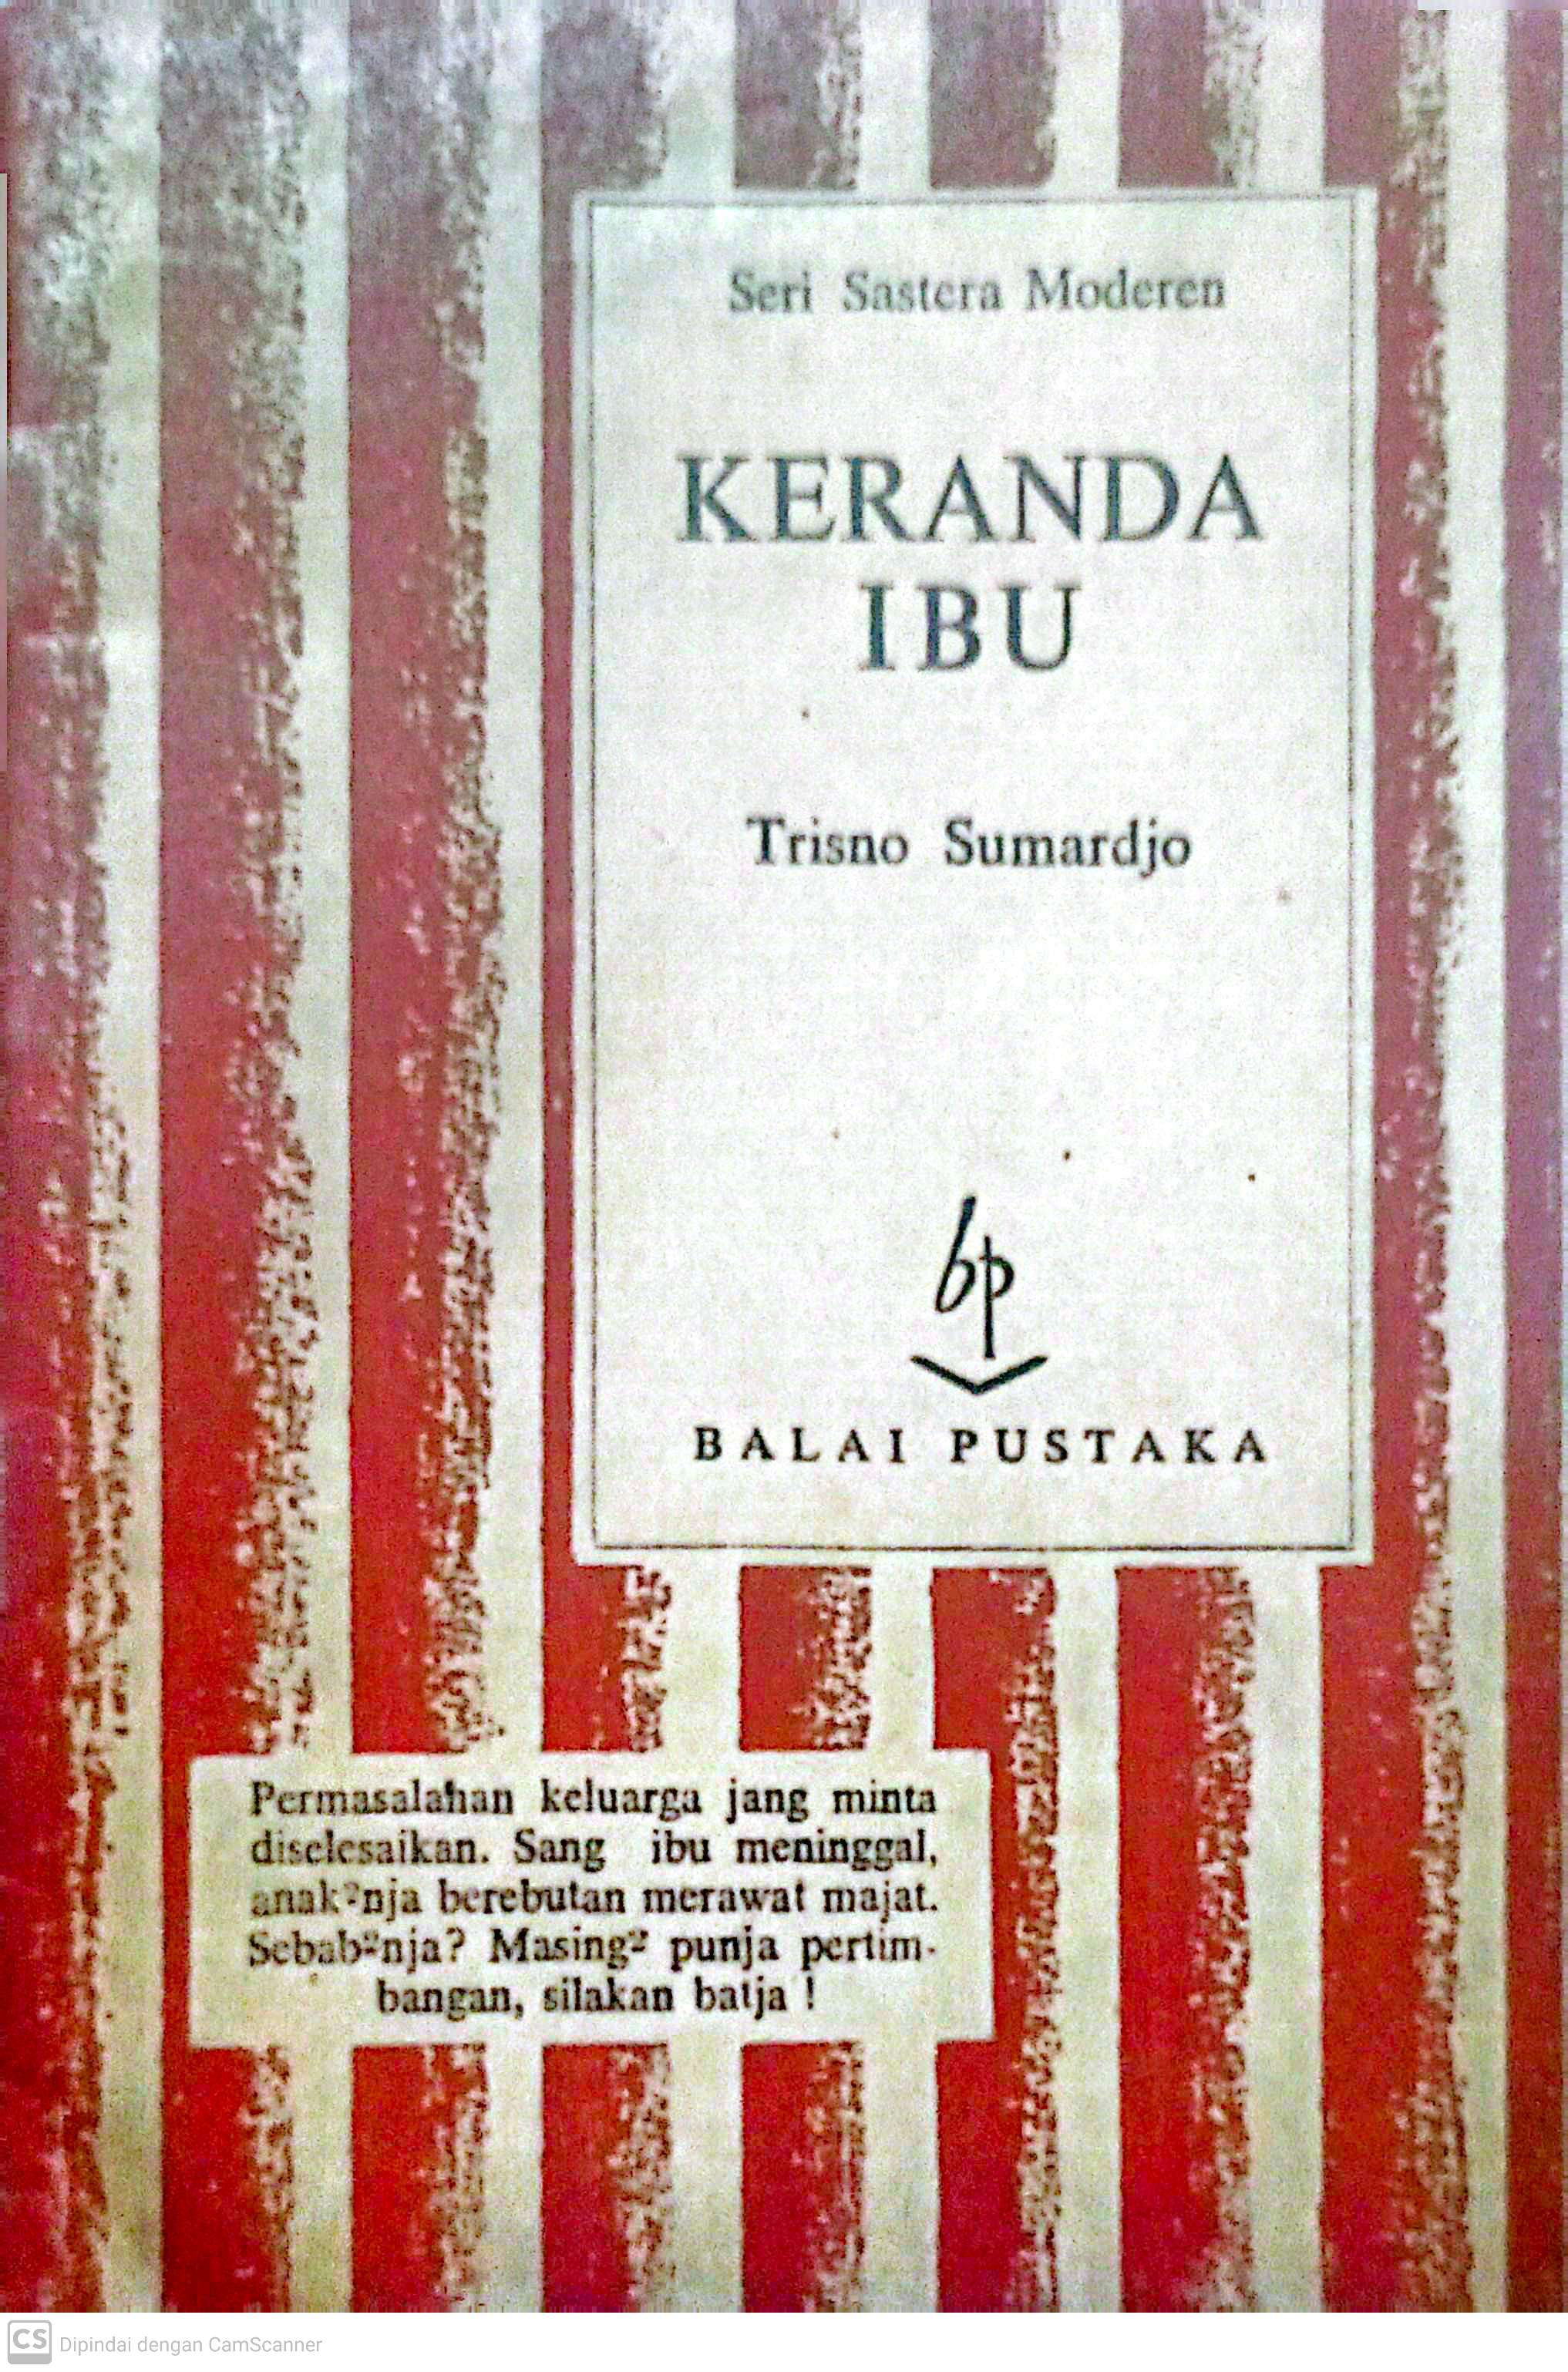 Seri Sastera Moderen
KERANDA
IBU
Trisno Sumardjo
bp
BALAI PUSTAKA
Permasalahan keluarga jang minta
diselesaikan. Sang ibu meninggal,
anak²nja berebutan merawat majat.
Sebab²nja? Masing² punja pertim-
bangan, silakan batja !
CS Dipindai dengan CamScanner